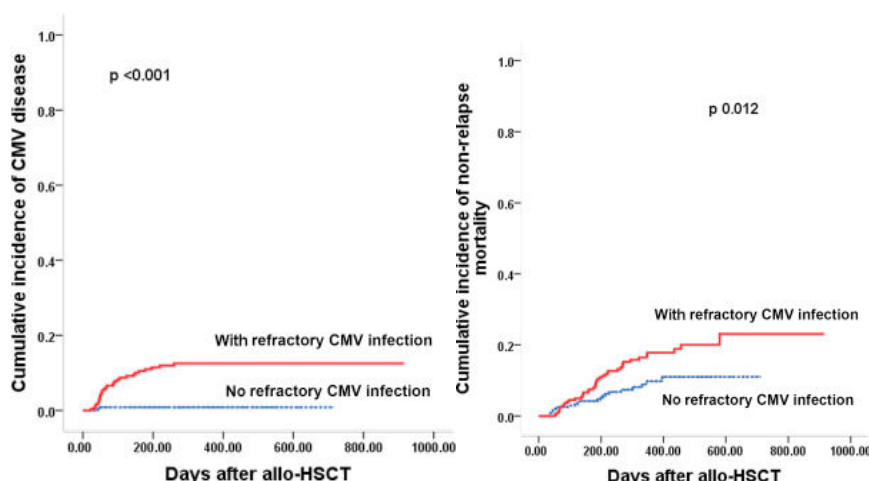 Cumulative incidence of CMV disease
1.0
0.8
0.6
0.4
0.2
0.0
p <0.001
With refractory CMV infection
No refractory CMV infection
0.00 200.00 400.00 600.00 800.00 1000.00
Days after allo-HSCT
Cumulative incidence of non-relapse
mortality
1.0
0.8
0.6
0.4
0.2
0.0
p 0.012
With refractory CMV infection
No refractory CMV infection
0.00 200.00 400.00 600.00 800.00 1000.00
Days after allo-HSCT